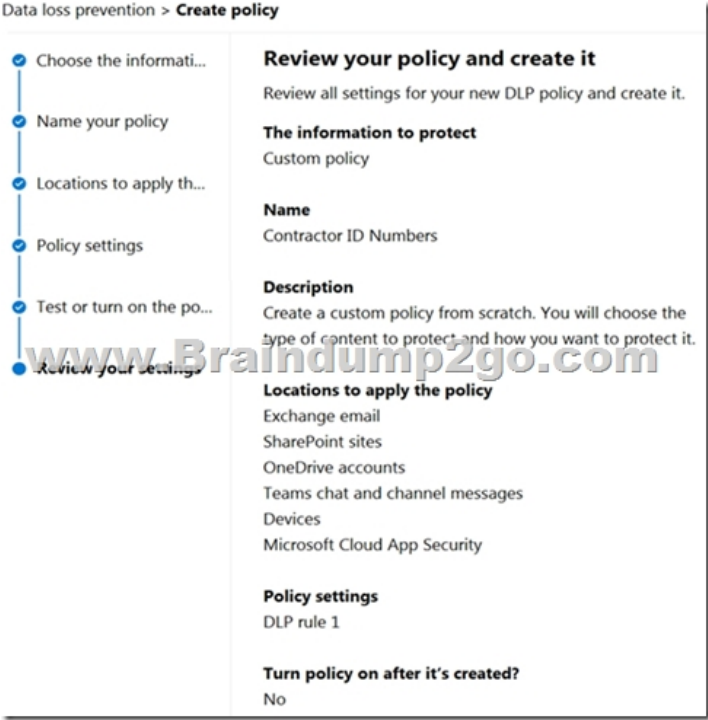 Data loss prevention > Create policy
Choose the informati...
Name your policy
Locations to apply th...
Policy settings
Test or turn on the po...
Review your settings
Review your policy and create it
Review all settings for your new DLP policy and create it.
The information to protect
Custom policy
Name
Contractor ID Numbers
Description
Create a custom policy from scratch. You will choose the
type of content to protect and how you want to protect it.
www.Braindump2go.com
Locations to apply the policy
Exchange email
SharePoint sites
OneDrive accounts
Teams chat and channel messages
Devices
Microsoft Cloud App Security
Policy settings
DLP rule 1
Turn policy on after it's created?
No